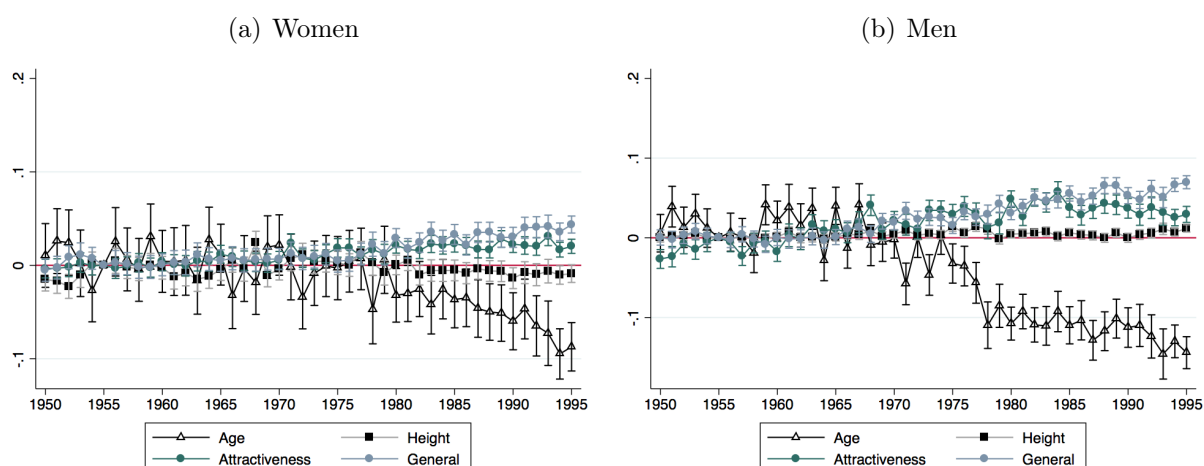 (a) Women
(b) Men
.2
.1
0
-.1
1950 1955 1960 1965 1970 1975 1980 1985 1990 1995
Age
Height
Attractiveness
General
.2
.1
0
-.1
1950 1955 1960 1965 1970 1975 1980 1985 1990 1995
Age
Height
Attractiveness
General